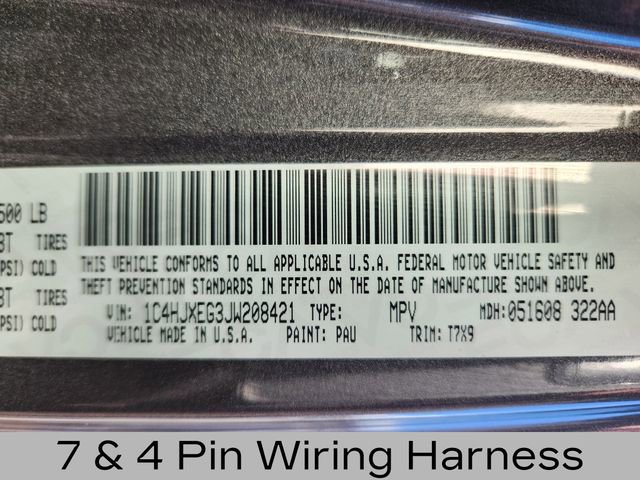 500 LB
BT TIRES
PSI) COLD
BT TIRES
PSI) COLD
THIS VEHICLE CONFORMS TO ALL APPLICABLE U.S.A. FEDERAL MOTOR VEHICLE SAFETY AND
THEFT PREVENTION STANDARDS IN EFFECT ON THE DATE OF MANUFACTURE SHOWN ABOVE.
VIN: 1C4HJXEG3JW208421 TYPE: MPV MDH:051608 322AA
VEHICLE MADE IN U.S.A. PAINT: PAU TRIM: T7X9
7 & 4 Pin Wiring Harness